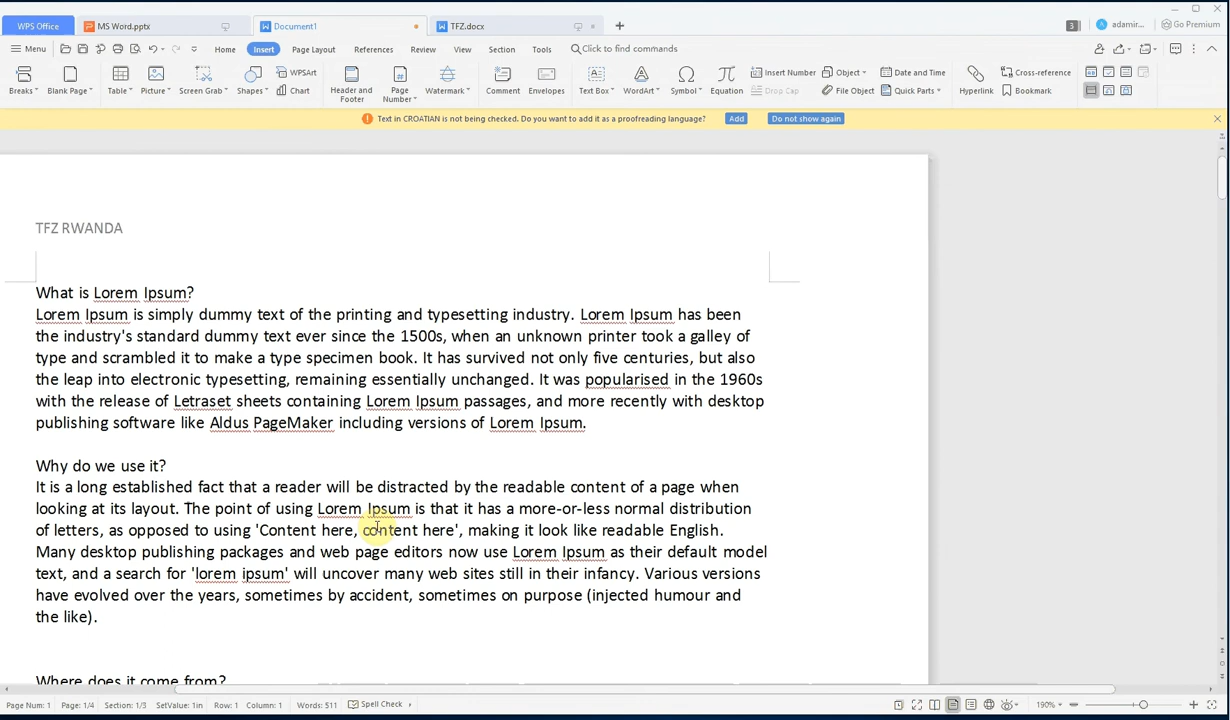 WPS Office MS Word.pptx Document1 TFZ.docx 3 adamir... Go Premium
Menu Home Insert Page Layout References Review View Section Tools Click to find commands
Breaks Blank Page Table Picture Screen Grab Shapes WPSArt Chart Header and Footer Page Number Watermark Comment Envelopes Text Box WordArt Symbol Equation Insert Number Drop Cap Object File Object Date and Time Quick Parts Hyperlink Cross-reference Bookmark
Text in CROATIAN is not being checked. Do you want to add it as a proofreading language? Add Do not show again
TFZ RWANDA
What is Lorem Ipsum?
Lorem Ipsum is simply dummy text of the printing and typesetting industry. Lorem Ipsum has been
the industry's standard dummy text ever since the 1500s, when an unknown printer took a galley of
type and scrambled it to make a type specimen book. It has survived not only five centuries, but also
the leap into electronic typesetting, remaining essentially unchanged. It was popularised in the 1960s
with the release of Letraset sheets containing Lorem Ipsum passages, and more recently with desktop
publishing software like Aldus PageMaker including versions of Lorem Ipsum.
Why do we use it?
It is a long established fact that a reader will be distracted by the readable content of a page when
looking at its layout. The point of using Lorem Ipsum is that it has a more-or-less normal distribution
of letters, as opposed to using 'Content here, content here', making it look like readable English.
Many desktop publishing packages and web page editors now use Lorem Ipsum as their default model
text, and a search for 'lorem ipsum' will uncover many web sites still in their infancy. Various versions
have evolved over the years, sometimes by accident, sometimes on purpose (injected humour and
the like).
Where does it come from?
Page Num: 1 Page: 1/4 Section: 1/3 SetValue: 1in Row: 1 Column: 1 Words: 511 Spell Check 190%